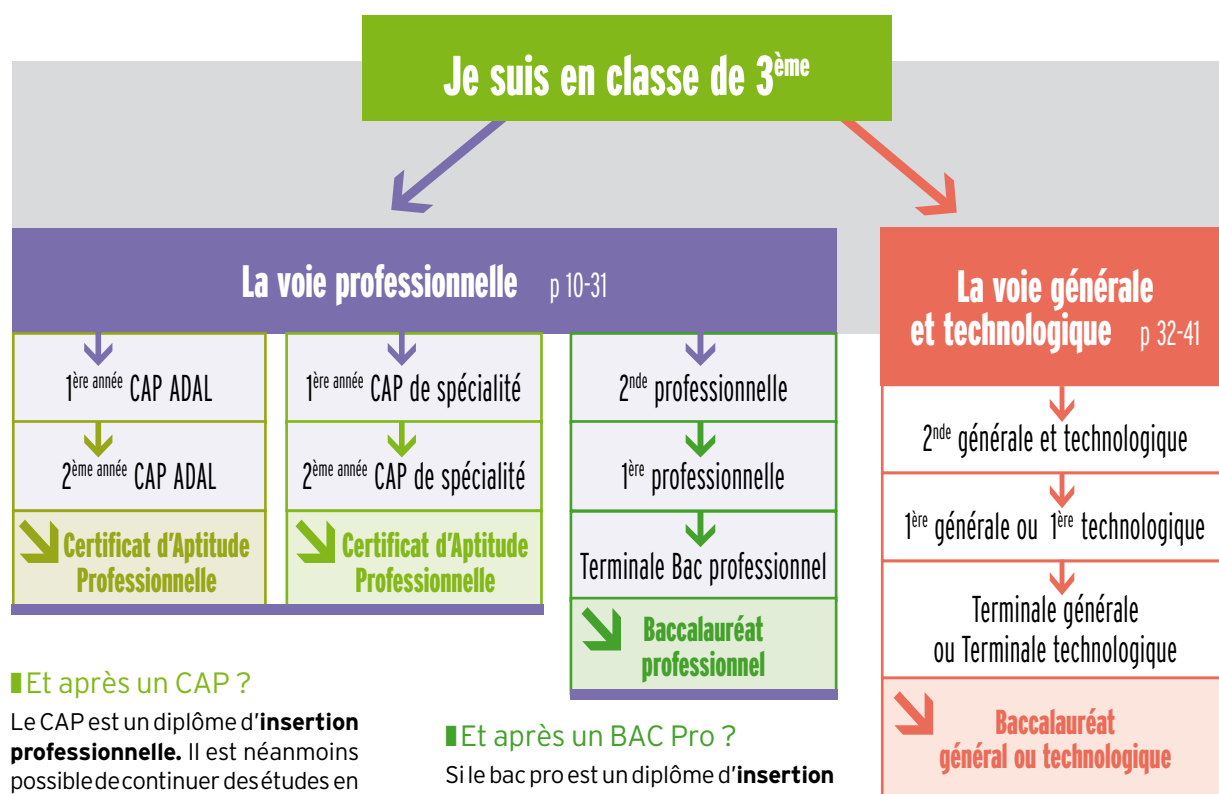 Je suis en classe de 3ème
La voie professionnelle p 10-31
1ère année CAP ADAL
2ème année CAP ADAL
Certificat d'Aptitude
Professionnelle
1ère année CAP de spécialité
2ème année CAP de spécialité
Certificat d'Aptitude
Professionnelle
2nde professionnelle
1ère professionnelle
Terminale Bac professionnel
Baccalauréat
professionnel
La voie générale
et technologique p 32-41
2nde générale et technologique
1ère générale ou 1ère technologique
Terminale générale
ou Terminale technologique
Baccalauréat
général ou technologique
Et après un CAP ?
Le CAP est un diplôme d'insertion
professionnelle. Il est néanmoins
possible de continuer des études en
Et après un BAC Pro ?
Si le bac pro est un diplôme d'insertion